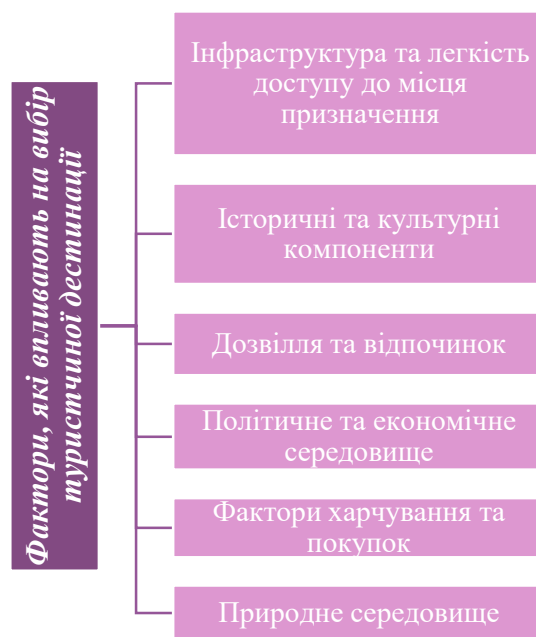 Фактори, які впливають на вибір
туристчиної дестинації
Інфраструктура та легкість
доступу до місця
призначення
Історичні та культурні
компоненти
Дозвілля та відпочинок
Політичне та економічне
середовище
Фактори харчування та
покупок
Природне середовище